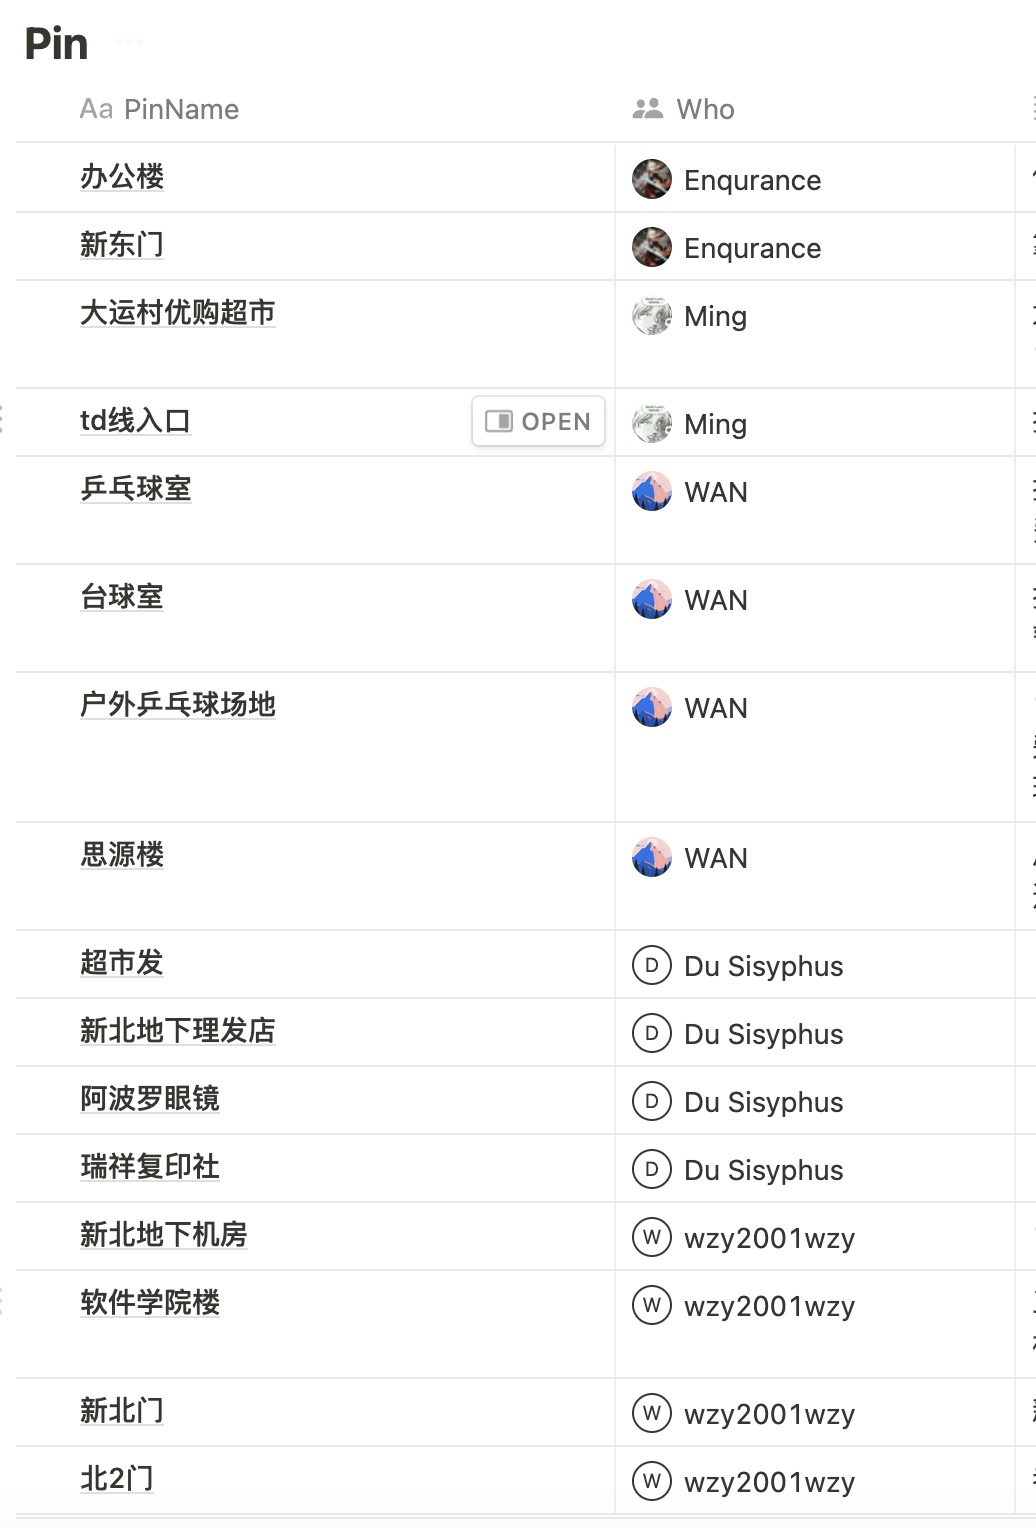 Pin
Aa PinName Who
办公楼 Enqurance
新东门 Enqurance
大运村优购超市 Ming
td线入口 OPEN Ming
乒乓球室 WAN
台球室 WAN
户外乒乓球场地 WAN
思源楼 WAN
超市发 D Du Sisyphus
新北地下理发店 D Du Sisyphus
阿波罗眼镜 D Du Sisyphus
瑞祥复印社 D Du Sisyphus
新北地下机房 W wzy2001wzy
软件学院楼 W wzy2001wzy
新北门 W wzy2001wzy
北2门 W wzy2001wzy